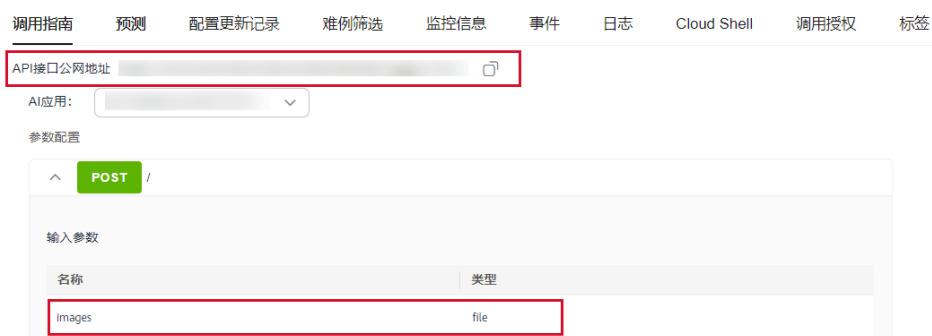 调用指南 预测 配置更新记录 难例筛选 监控信息 事件 日志 Cloud Shell 调用授权 标签
API接口公网地址
AI应用：
参数配置
POST /
输入参数
名称 类型
images file